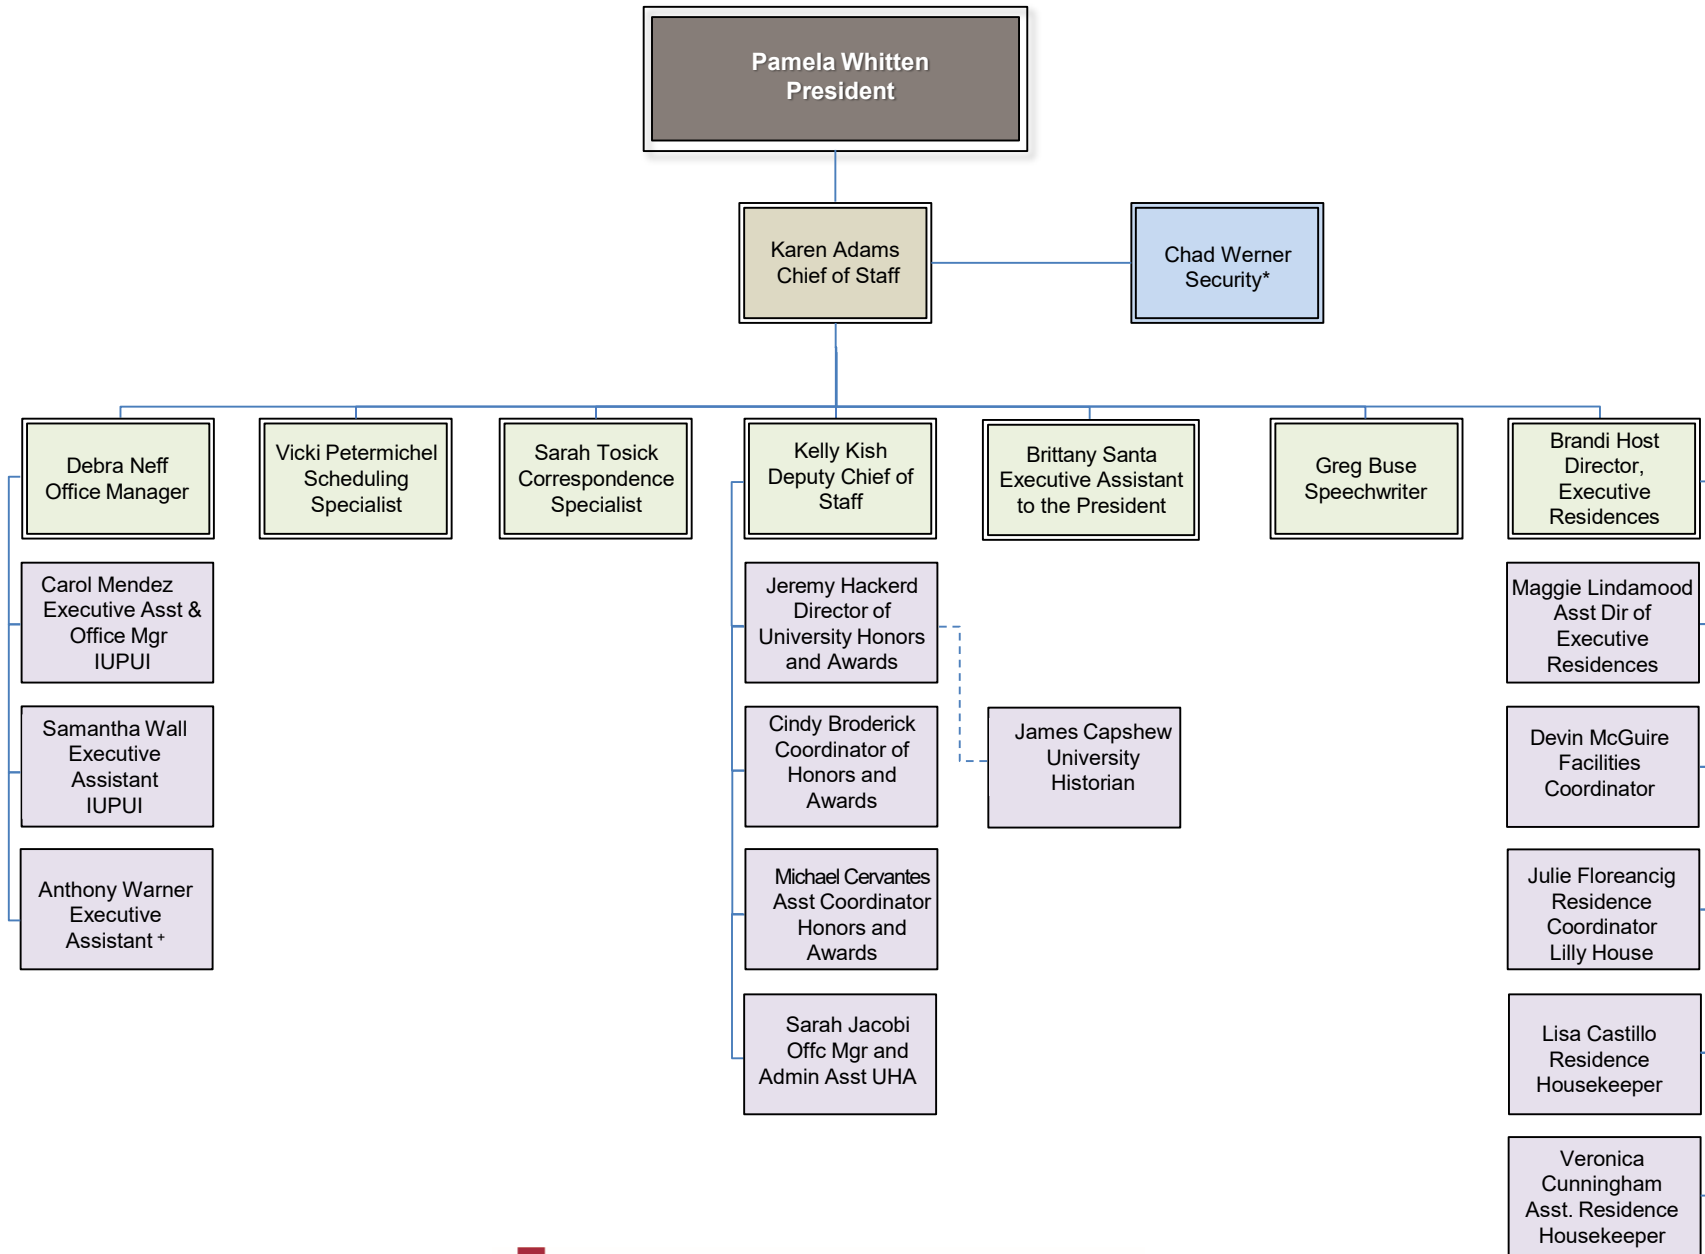 Pamela Whitten
President
Karen Adams
Chief of Staff
Chad Werner
Security*
Debra Neff
Office Manager
Vicki Petermichel
Scheduling
Specialist
Sarah Tosick
Correspondence
Specialist
Kelly Kish
Deputy Chief of
Staff
Brittany Santa
Executive Assistant
to the President
Greg Buse
Speechwriter
Brandi Host
Director,
Executive
Residences
Carol Mendez
Executive Asst &
Office Mgr
IUPUI
Samantha Wall
Executive
Assistant
IUPUI
Anthony Warner
Executive
Assistant +
Jeremy Hackerd
Director of
University Honors
and Awards
Cindy Broderick
Coordinator of
Honors and
Awards
Michael Cervantes
Asst Coordinator
Honors and
Awards
Sarah Jacobi
Offc Mgr and
Admin Asst UHA
James Capshew
University
Historian
Maggie Lindamood
Asst Dir of
Executive
Residences
Devin McGuire
Facilities
Coordinator
Julie Floreancig
Residence
Coordinator
Lilly House
Lisa Castillo
Residence
Housekeeper
Veronica
Cunningham
Asst. Residence
Housekeeper